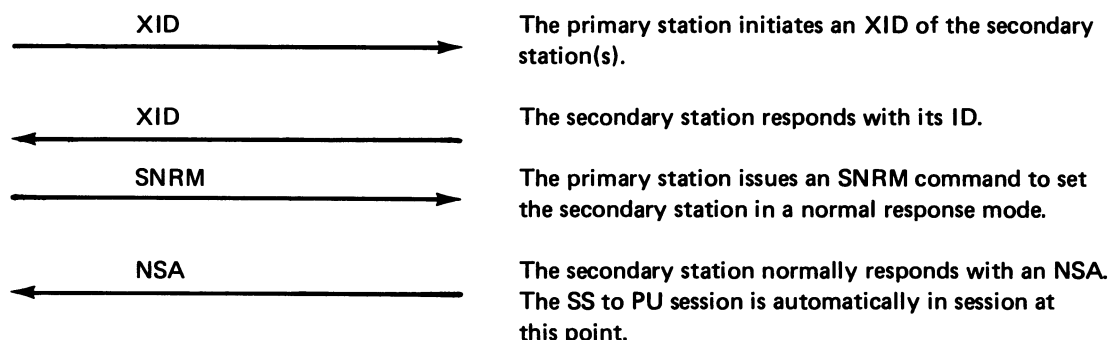 XID
The primary station initiates an XID of the secondary
station(s).
XID
The secondary station responds with its ID.
SNRM
The primary station issues an SNRM command to set
the secondary station in a normal response mode.
NSA
The secondary station normally responds with an NSA.
The SS to PU session is automatically in session at
this point.